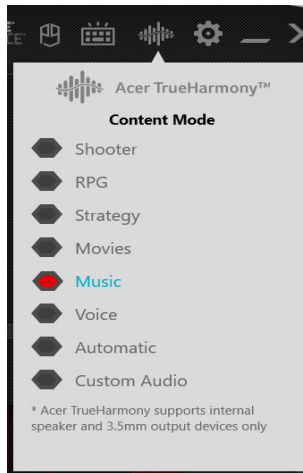 Acer TrueHarmony™
Content Mode
Shooter
RPG
Strategy
Movies
Music
Voice
Automatic
Custom Audio
* Acer TrueHarmony supports internal
speaker and 3.5mm output devices only